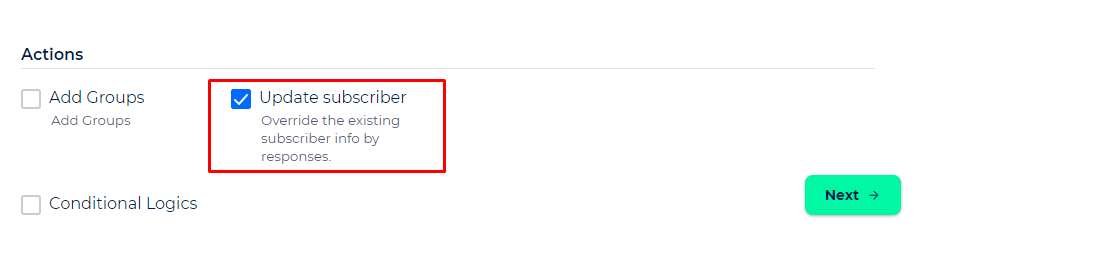 Actions
Add Groups
Add Groups
Update subscriber
Override the existing
subscriber info by
responses.
Conditional Logics
Next →